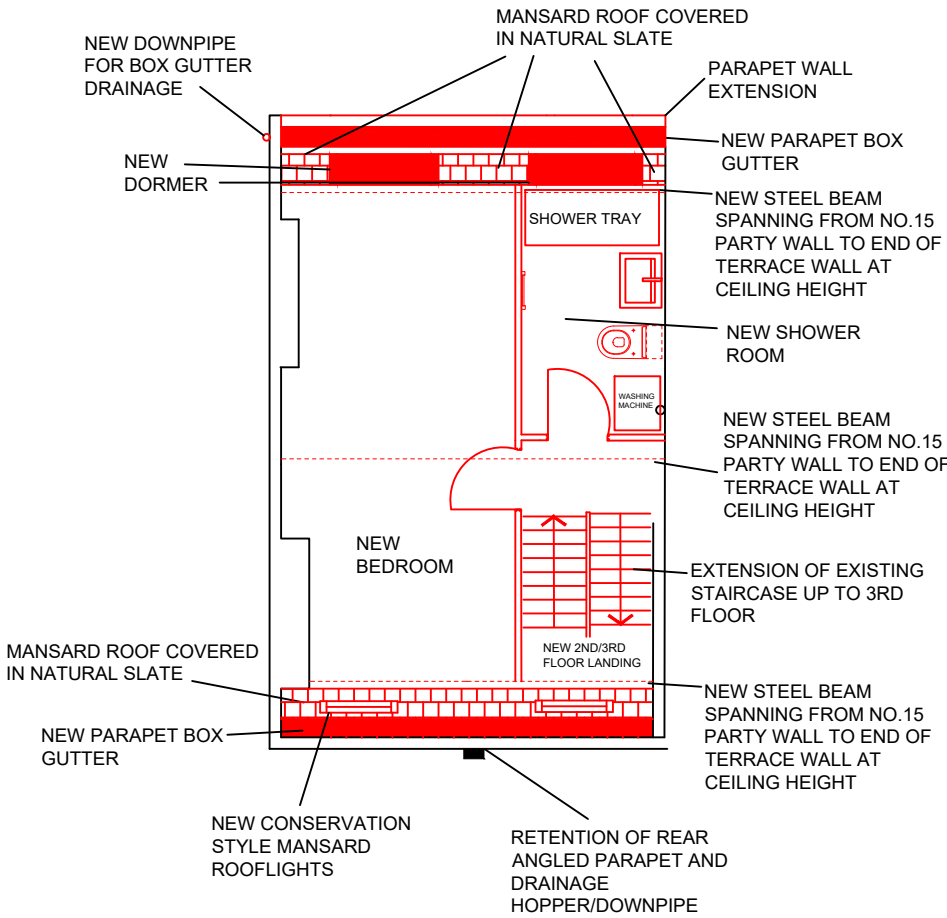 MANSARD ROOF COVERED
IN NATURAL SLATE
NEW DOWNPIPE
FOR BOX GUTTER
DRAINAGE
PARAPET WALL
EXTENSION
NEW PARAPET BOX
GUTTER
NEW
DORMER
NEW STEEL BEAM
SPANNING FROM NO.15
PARTY WALL TO END OF
TERRACE WALL AT
CEILING HEIGHT
SHOWER TRAY
NEW SHOWER
ROOM
WASHING
MACHINE
NEW STEEL BEAM
SPANNING FROM NO.15
PARTY WALL TO END OF
TERRACE WALL AT
CEILING HEIGHT
NEW
BEDROOM
EXTENSION OF EXISTING
STAIRCASE UP TO 3RD
FLOOR
NEW 2ND/3RD
FLOOR LANDING
MANSARD ROOF COVERED
IN NATURAL SLATE
NEW STEEL BEAM
SPANNING FROM NO.15
PARTY WALL TO END OF
TERRACE WALL AT
CEILING HEIGHT
NEW PARAPET BOX
GUTTER
NEW CONSERVATION
STYLE MANSARD
ROOFLIGHTS
RETENTION OF REAR
ANGLED PARAPET AND
DRAINAGE
HOPPER/DOWNPIPE